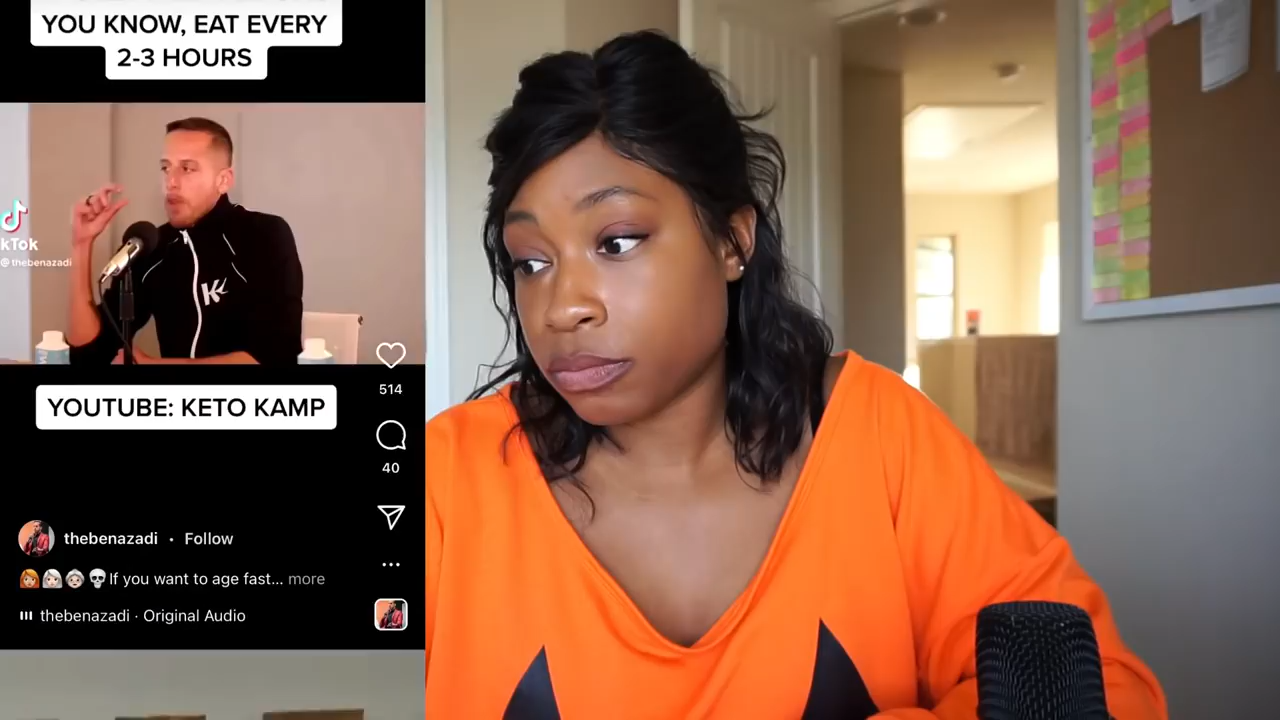 YOU KNOW, EAT EVERY
2-3 HOURS
kTok
@ thebenazadi
K
YOUTUBE: KETO KAMP
514
40
thebenazadi • Follow
If you want to age fast... more
thebenazadi · Original Audio